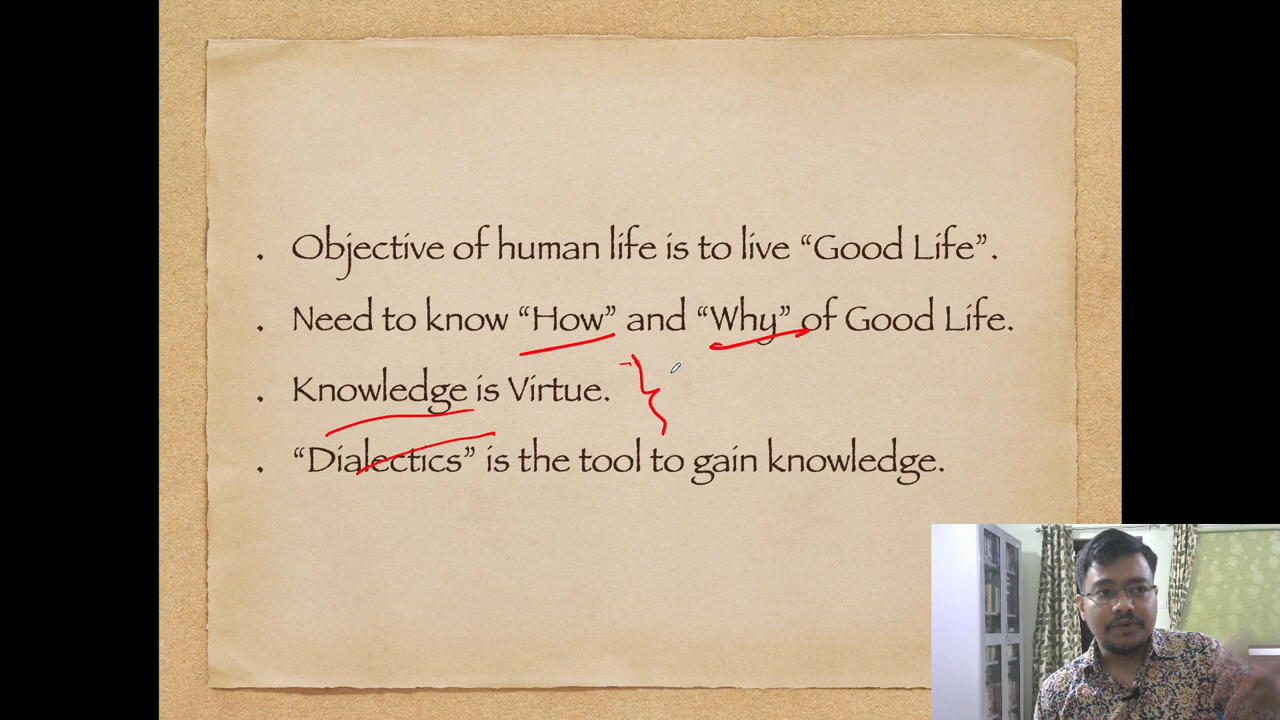 . Objective of human life is to live “Good Life”.
. Need to know “How” and “Why” of Good Life.
. Knowledge is Virtue.
. “Dialectics” is the tool to gain knowledge.